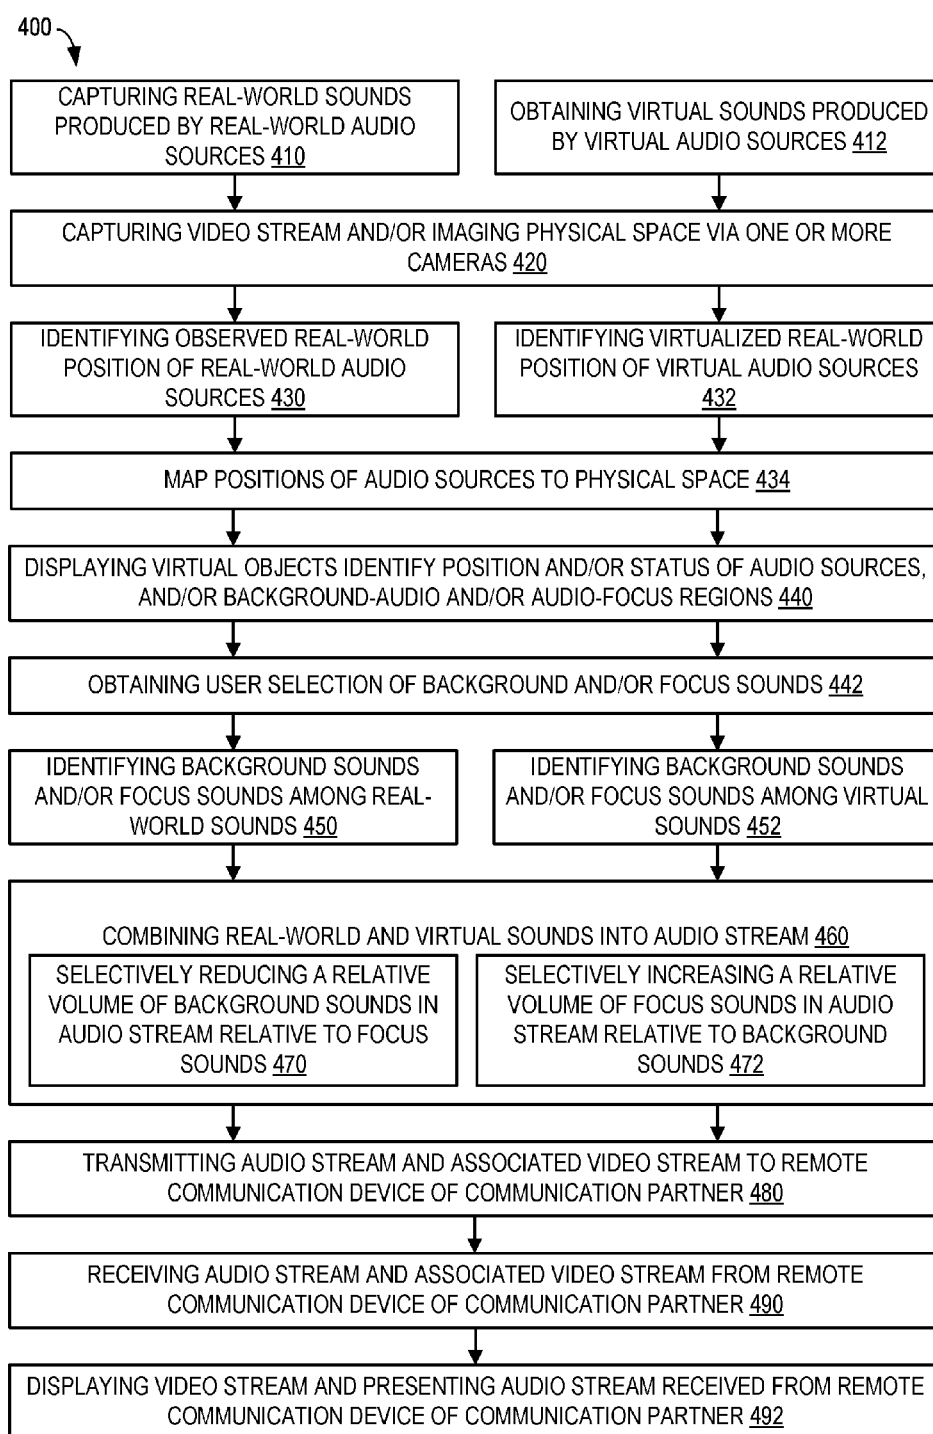 400
CAPTURING REAL-WORLD SOUNDS
PRODUCED BY REAL-WORLD AUDIO
SOURCES 410
OBTAINING VIRTUAL SOUNDS PRODUCED
BY VIRTUAL AUDIO SOURCES 412
CAPTURING VIDEO STREAM AND/OR IMAGING PHYSICAL SPACE VIA ONE OR MORE
CAMERAS 420
IDENTIFYING OBSERVED REAL-WORLD
POSITION OF REAL-WORLD AUDIO
SOURCES 430
IDENTIFYING VIRTUALIZED REAL-WORLD
POSITION OF VIRTUAL AUDIO SOURCES
432
MAP POSITIONS OF AUDIO SOURCES TO PHYSICAL SPACE 434
DISPLAYING VIRTUAL OBJECTS IDENTIFY POSITION AND/OR STATUS OF AUDIO SOURCES,
AND/OR BACKGROUND-AUDIO AND/OR AUDIO-FOCUS REGIONS 440
OBTAINING USER SELECTION OF BACKGROUND AND/OR FOCUS SOUNDS 442
IDENTIFYING BACKGROUND SOUNDS
AND/OR FOCUS SOUNDS AMONG REAL-
WORLD SOUNDS 450
IDENTIFYING BACKGROUND SOUNDS
AND/OR FOCUS SOUNDS AMONG VIRTUAL
SOUNDS 452
COMBINING REAL-WORLD AND VIRTUAL SOUNDS INTO AUDIO STREAM 460
SELECTIVELY REDUCING A RELATIVE
VOLUME OF BACKGROUND SOUNDS IN
AUDIO STREAM RELATIVE TO FOCUS
SOUNDS 470
SELECTIVELY INCREASING A RELATIVE
VOLUME OF FOCUS SOUNDS IN AUDIO
STREAM RELATIVE TO BACKGROUND
SOUNDS 472
TRANSMITTING AUDIO STREAM AND ASSOCIATED VIDEO STREAM TO REMOTE
COMMUNICATION DEVICE OF COMMUNICATION PARTNER 480
RECEIVING AUDIO STREAM AND ASSOCIATED VIDEO STREAM FROM REMOTE
COMMUNICATION DEVICE OF COMMUNICATION PARTNER 490
DISPLAYING VIDEO STREAM AND PRESENTING AUDIO STREAM RECEIVED FROM REMOTE
COMMUNICATION DEVICE OF COMMUNICATION PARTNER 492